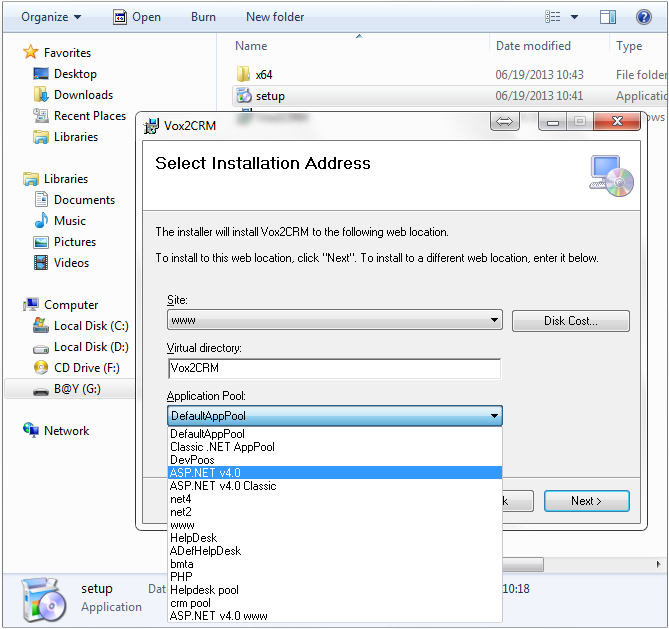 Organize
Open
Burn
New folder
Name
Date modified
Type
Favorites
Desktop
Downloads
Recent Places
Libraries
Libraries
Documents
Music
Pictures
Videos
Computer
Local Disk (C:)
Local Disk (D:)
CD Drive (F:)
B@Y (G:)
Network
x64
06/19/2013 10:43
File folder
setup
06/19/2013 10:41
Applicatio
Vox2CRM
Select Installation Address
The installer will install Vox2CRM to the following web location.
To install to this web location, click "Next". To install to a different web location, enter it below.
Site:
www
Disk Cost...
Virtual directory:
Vox2CRM
Application Pool:
DefaultAppPool
DefaultAppPool
Classic .NET AppPool
DevPoos
ASP.NET v4.0
ASP.NET v4.0 Classic
net4
net2
www
HelpDesk
ADefHelpDesk
bmta
PHP
Helpdesk pool
crm pool
ASP.NET v4.0 www
k
Next >
setup
Dat
10:18
Application